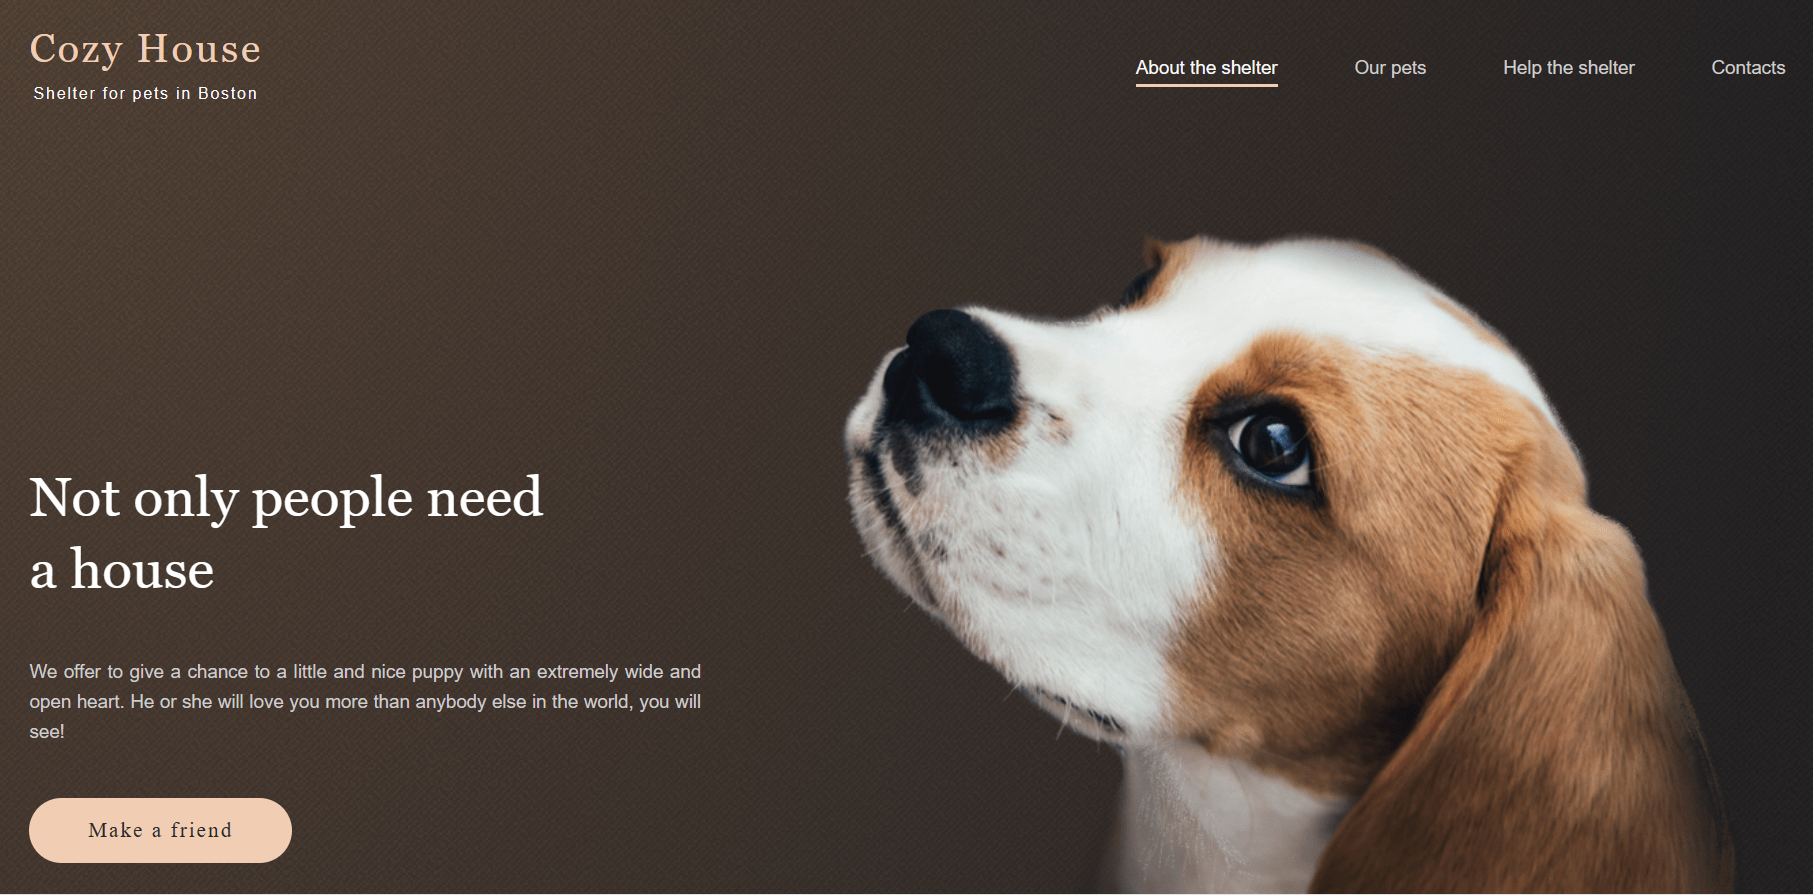 Cozy House
Shelter for pets in Boston
About the shelter
Our pets
Help the shelter
Contacts
Not only people need
a house
We offer to give a chance to a little and nice puppy with an extremely wide and
open heart. He or she will love you more than anybody else in the world, you will
see!
Make a friend